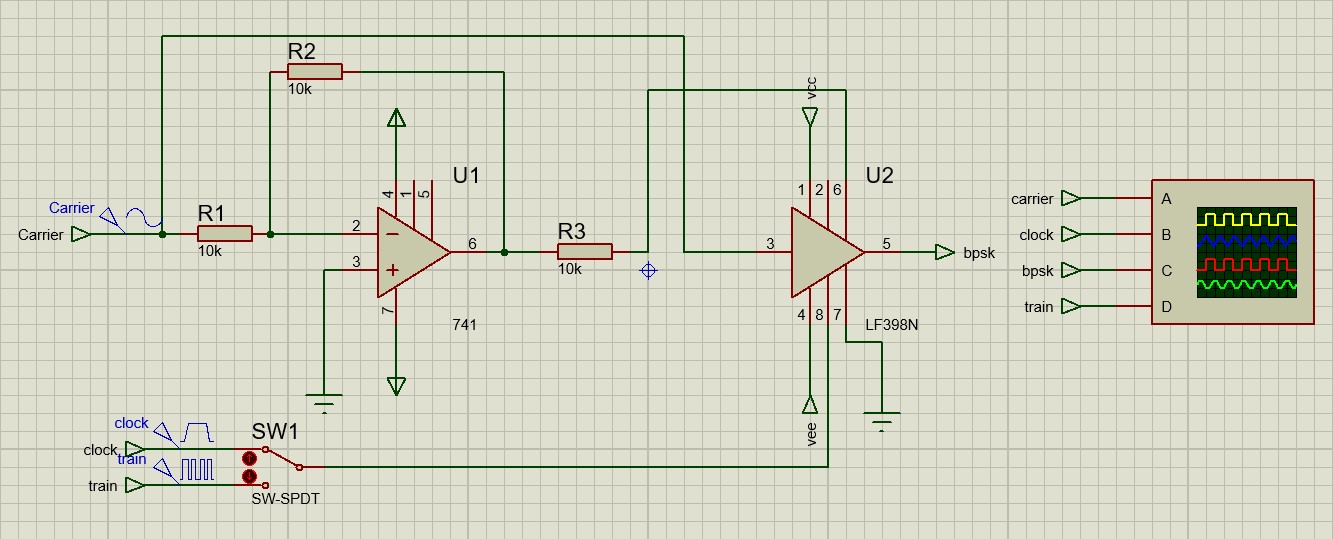 R2
10k
vcc
U1
4
1
5
U2
1
2
6
carrier
A
Carrier
Carrier
R1
10k
2
3
6
R3
10k
3
5
bpsk
clock
B
bpsk
C
train
D
7
741
4
8
7
LF398N
vee
clock
clock
SW1
train
train
SW-SPDT